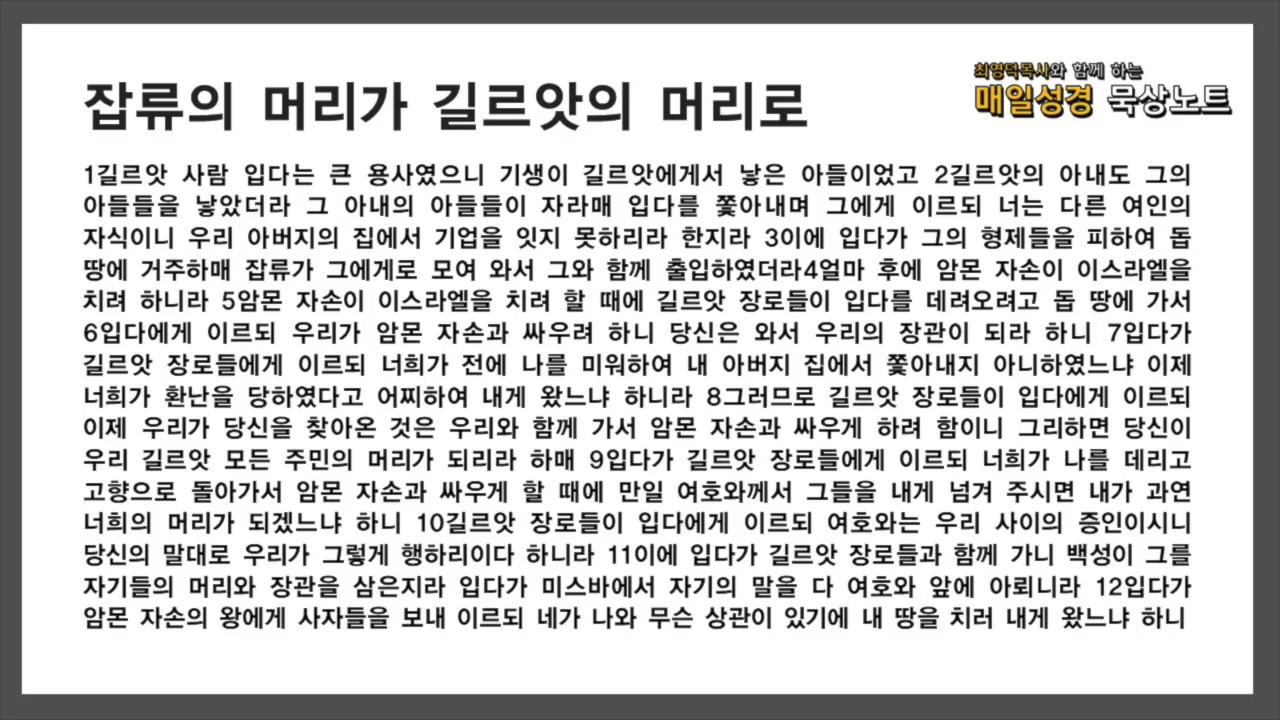 잡류의 머리가 길르앗의 머리로
최영덕목사와 함께 하는
매일성경 묵상노트
1길르앗 사람 입다는 큰 용사였으니 기생이 길르앗에게서 낳은 아들이었고 2길르앗의 아내도 그의
아들들을 낳았더라 그 아내의 아들들이 자라매 입다를 쫓아내며 그에게 이르되 너는 다른 여인의
자식이니 우리 아버지의 집에서 기업을 잇지 못하리라 한지라 3이에 입다가 그의 형제들을 피하여 돕
땅에 거주하매 잡류가 그에게로 모여 와서 그와 함께 출입하였더라4얼마 후에 암몬 자손이 이스라엘을
치려 하니라 5암몬 자손이 이스라엘을 치려 할 때에 길르앗 장로들이 입다를 데려오려고 돕 땅에 가서
6입다에게 이르되 우리가 암몬 자손과 싸우려 하니 당신은 와서 우리의 장관이 되라 하니 7입다가
길르앗 장로들에게 이르되 너희가 전에 나를 미워하여 내 아버지 집에서 쫓아내지 아니하였느냐 이제
너희가 환난을 당하였다고 어찌하여 내게 왔느냐 하니라 8그러므로 길르앗 장로들이 입다에게 이르되
이제 우리가 당신을 찾아온 것은 우리와 함께 가서 암몬 자손과 싸우게 하려 함이니 그리하면 당신이
우리 길르앗 모든 주민의 머리가 되리라 하매 9입다가 길르앗 장로들에게 이르되 너희가 나를 데리고
고향으로 돌아가서 암몬 자손과 싸우게 할 때에 만일 여호와께서 그들을 내게 넘겨 주시면 내가 과연
너희의 머리가 되겠느냐 하니 10길르앗 장로들이 입다에게 이르되 여호와는 우리 사이의 증인이시니
당신의 말대로 우리가 그렇게 행하리이다 하니라 11이에 입다가 길르앗 장로들과 함께 가니 백성이 그를
자기들의 머리와 장관을 삼은지라 입다가 미스바에서 자기의 말을 다 여호와 앞에 아뢰니라 12입다가
암몬 자손의 왕에게 사자들을 보내 이르되 네가 나와 무슨 상관이 있기에 내 땅을 치러 내게 왔느냐 하니